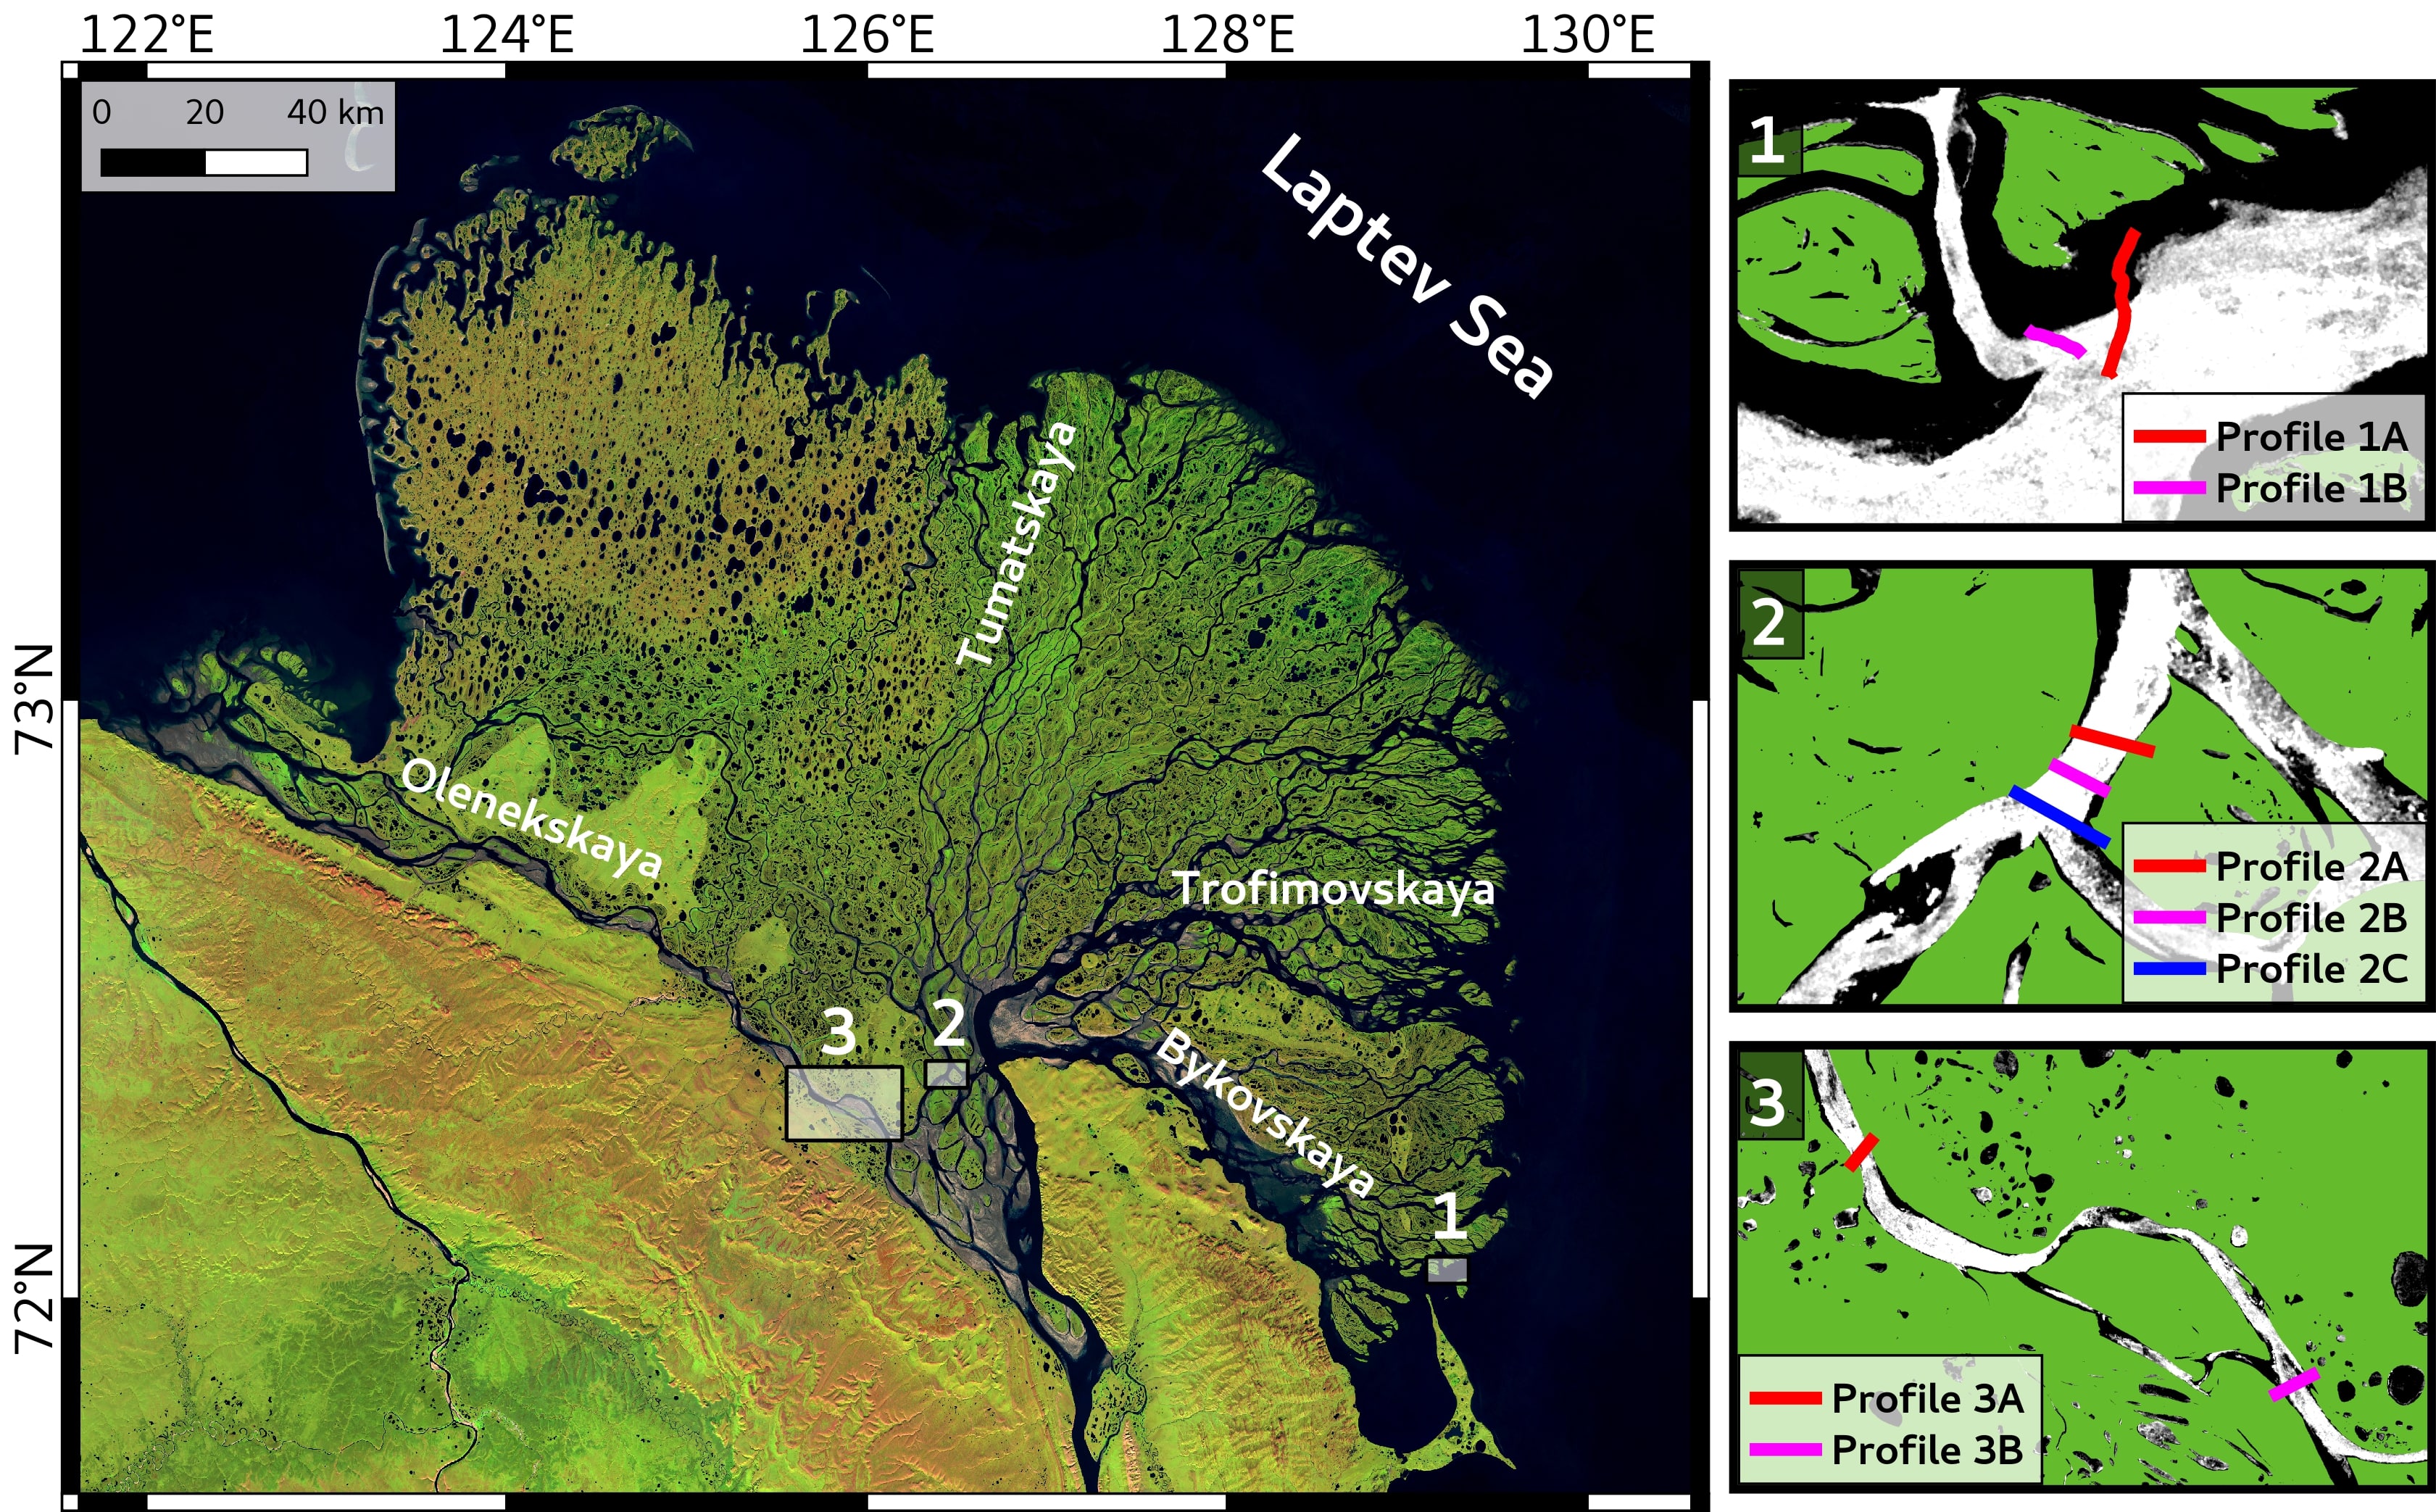 122°E 124°E 126°E 128°E 130°E
0 20 40 km
Laptev Sea
Tumatskaya
73°N
Olenekskaya
Trofimovskaya
3
2
Bykovskaya
1
72°N
1
Profile 1A
Profile 1B
2
Profile 2A
Profile 2B
Profile 2C
3
Profile 3A
Profile 3B